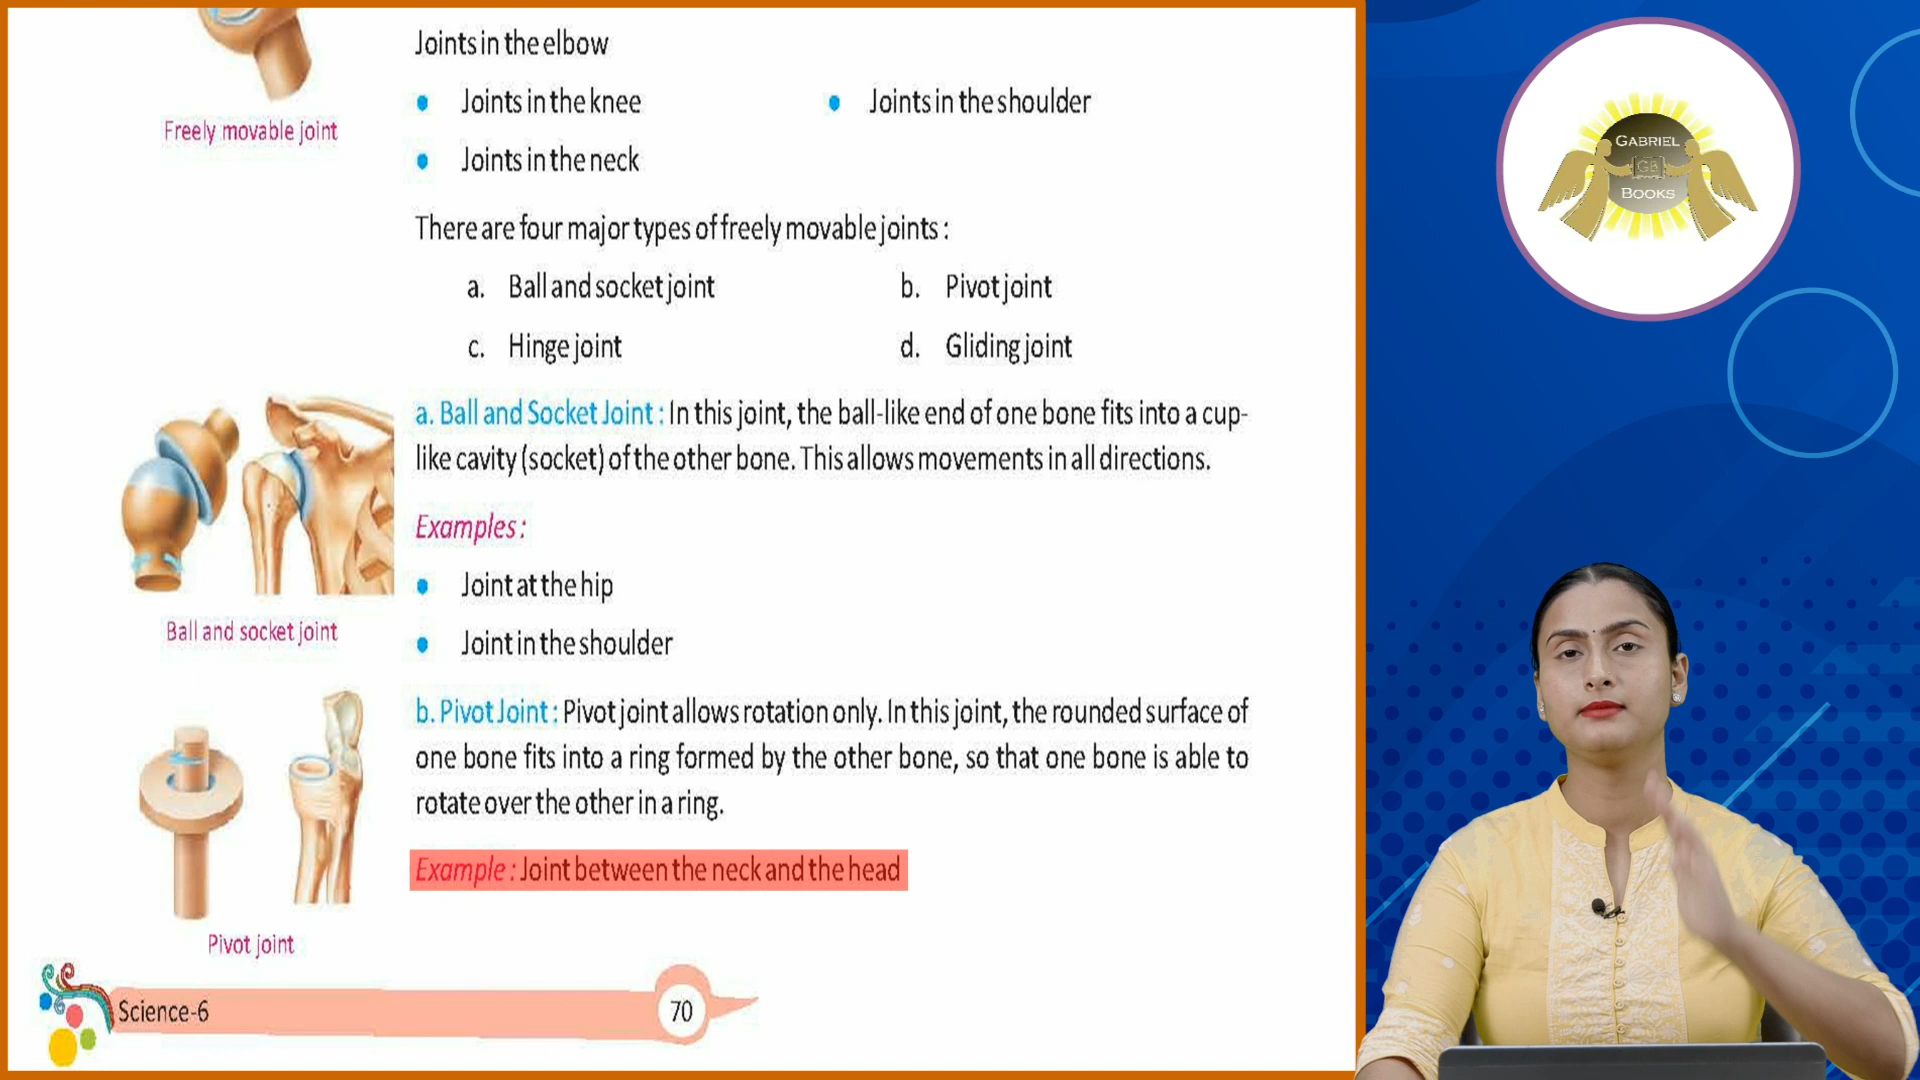 Joints in the elbow
Freely movable joint
• Joints in the knee
• Joints in the shoulder
• Joints in the neck
There are four major types of freely movable joints :
a. Ball and socket joint
b. Pivot joint
c. Hinge joint
d. Gliding joint
a. Ball and Socket Joint : In this joint, the ball-like end of one bone fits into a cup-
like cavity (socket) of the other bone. This allows movements in all directions.
Examples :
• Joint at the hip
• Joint in the shoulder
Ball and socket joint
b. Pivot Joint : Pivot joint allows rotation only. In this joint, the rounded surface of
one bone fits into a ring formed by the other bone, so that one bone is able to
rotate over the other in a ring.
Example : Joint between the neck and the head
Pivot joint
Science-6
70
GABRIEL
GB
BOOKS